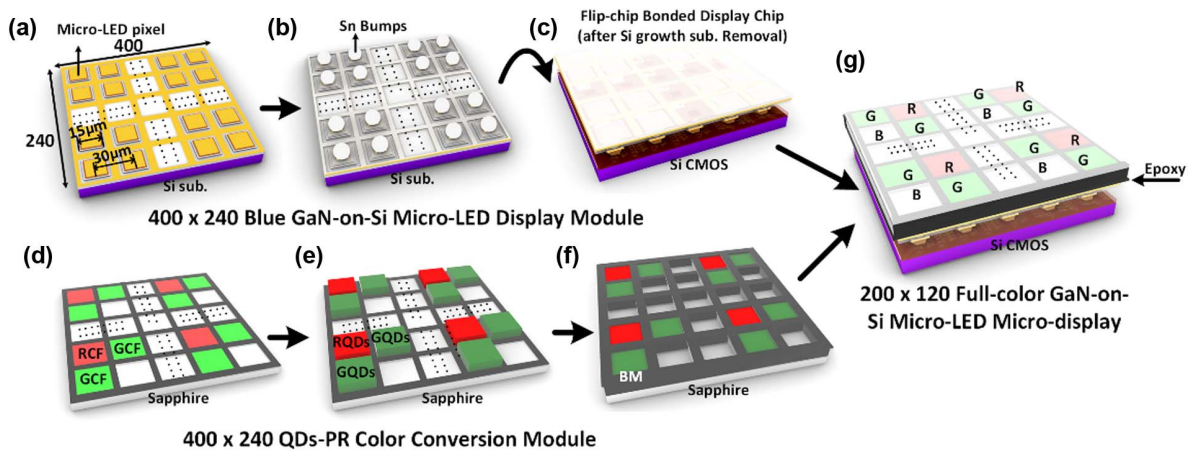 (a)
Micro-LED pixel
400
240
15μm
30μm
Si sub.
(b)
Sn Bumps
Si sub.
(c)
Flip-chip Bonded Display Chip
(after Si growth sub. Removal)
Si CMOS
400 x 240 Blue GaN-on-Si Micro-LED Display Module
(d)
RCF
GCF
GCF
Sapphire
(e)
RQDs
GQDs
GQDs
Sapphire
(f)
BM
Sapphire
400 x 240 QDs-PR Color Conversion Module
(g)
G R G R
B G B G
G R G R
B G B G
Epoxy
Si CMOS
200 x 120 Full-color GaN-on-
Si Micro-LED Micro-display